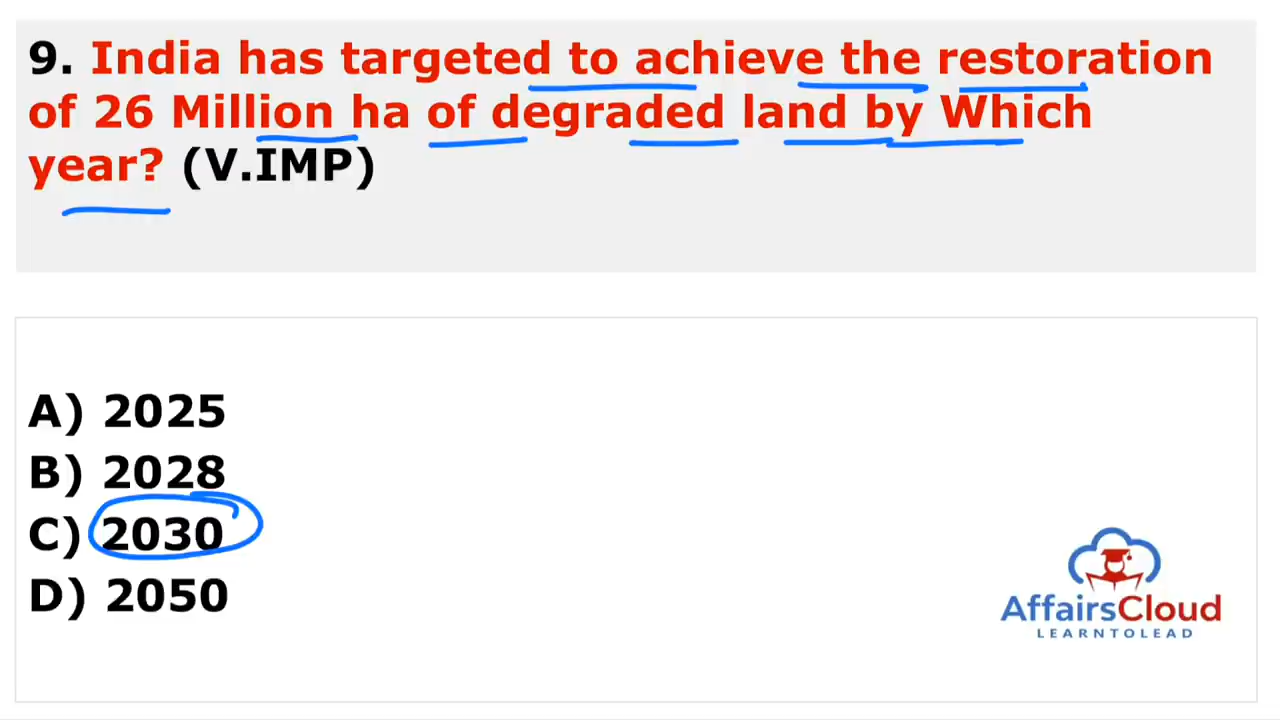 9. India has targeted to achieve the restoration
of 26 Million ha of degraded land by Which
year? (V.IMP)
A) 2025
B) 2028
C) 2030
D) 2050
AffairsCloud
LEARNTOLEAD